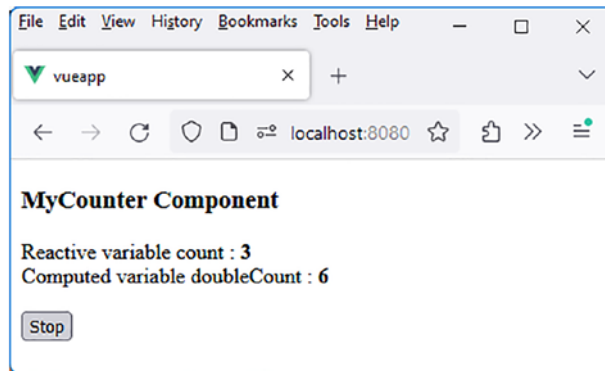 File Edit View History Bookmarks Tools Help
vueapp
localhost:8080
MyCounter Component
Reactive variable count : 3
Computed variable doubleCount : 6
Stop